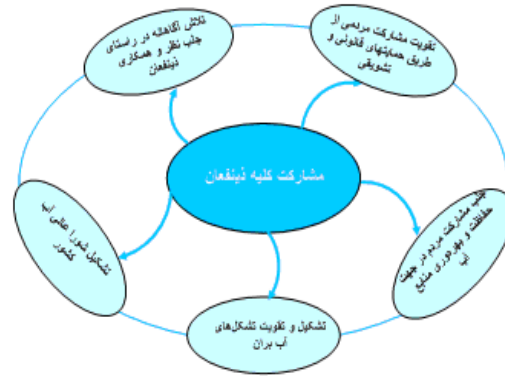 تقویت مشارکت مردمی از
طریق حمایتهای قانونی و
تشویقی
تلاش آگاهانه در راستای
جلب نظر و همکاری
ذینفعان
مشارکت کلیه ذینفعان
جلب مشارکت مردم در جهت
حفاظت و بهره‌وری منابع
آب
تشکیل شورا عالی آب
کشور
تشکیل و تقویت تشکل‌های
آب بران